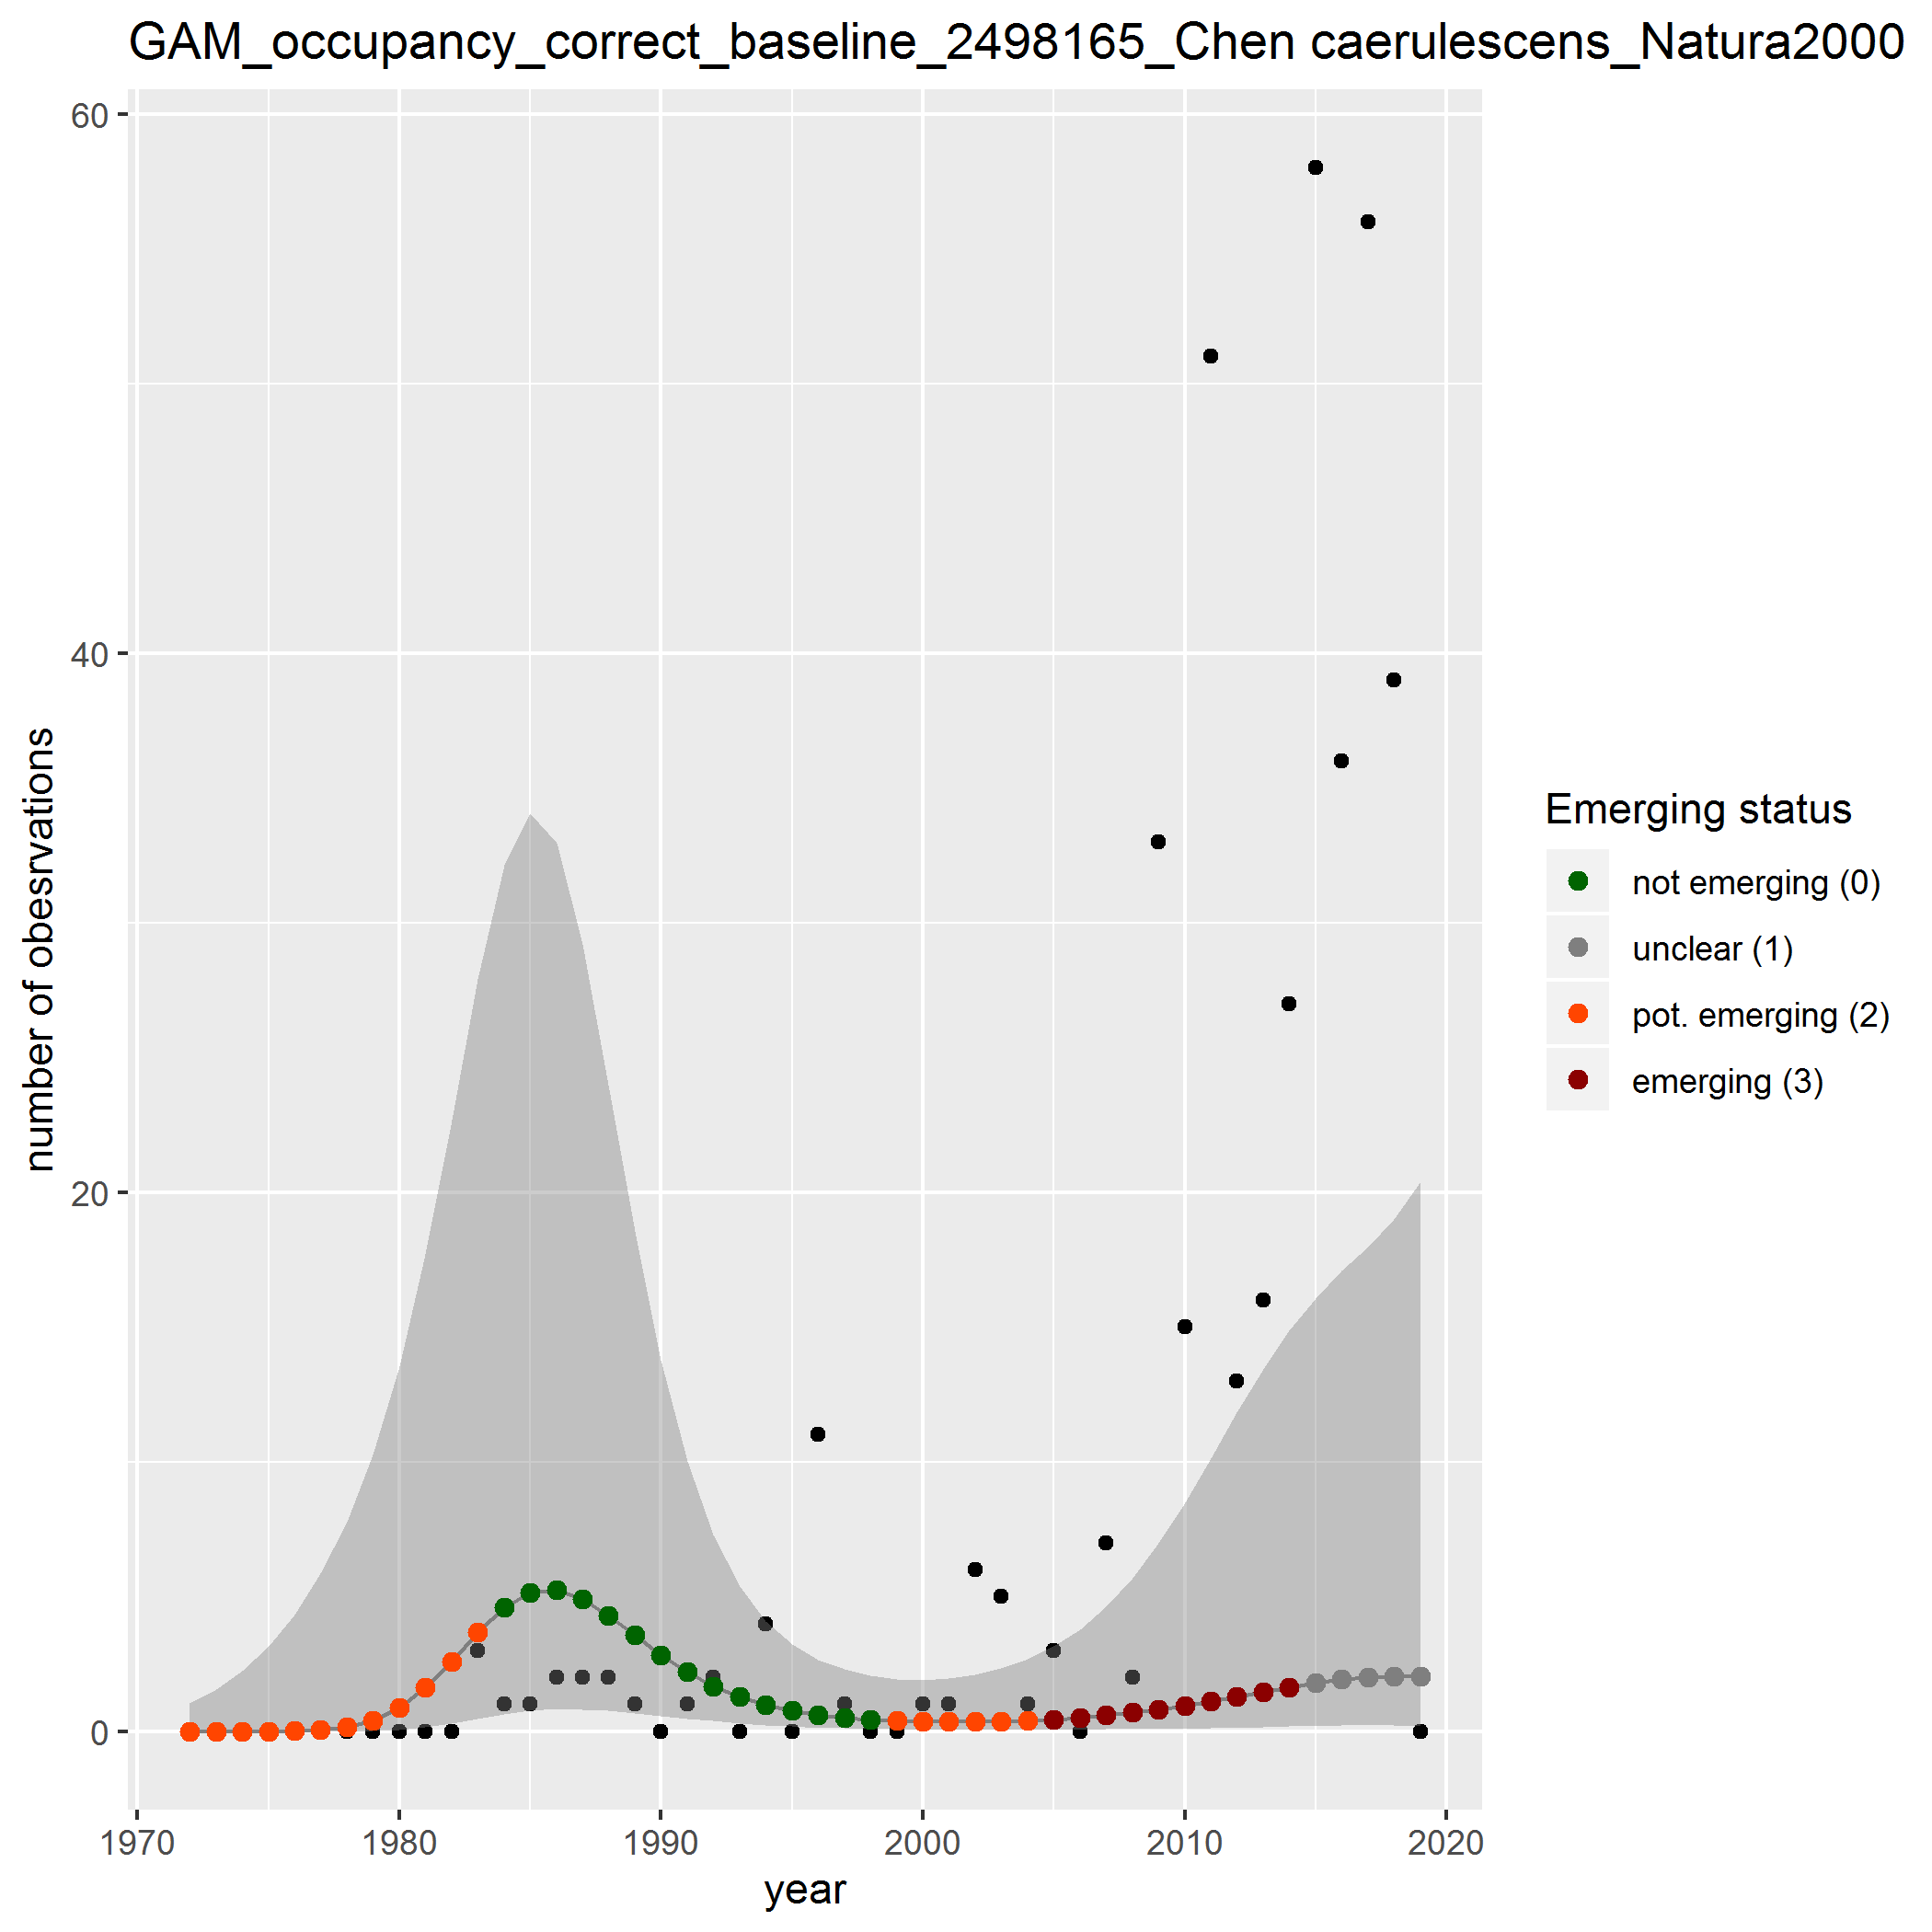 GAM_occupancy_correct_baseline_2498165_Chen caerulescens_Natura2000
60
40
20
0
number of obesrvations
1970 1980 1990 2000 2010 2020
year
Emerging status
not emerging (0)
unclear (1)
pot. emerging (2)
emerging (3)